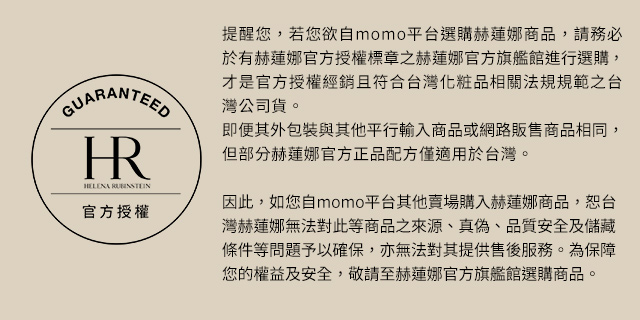 GUARANTEED
HR
HELENA RUBINSTEIN
官方授權
提醒您，若您欲自momo平台選購赫蓮娜商品，請務必
於有赫蓮娜官方授權標章之赫蓮娜官方旗艦館進行選購，
才是官方授權經銷且符合台灣化粧品相關法規規範之台
灣公司貨。
即便其外包裝與其他平行輸入商品或網路販售商品相同，
但部分赫蓮娜官方正品配方僅適用於台灣。
因此，如您自momo平台其他賣場購入赫蓮娜商品，恕台
灣赫蓮娜無法對此等商品之來源、真偽、品質安全及儲藏
條件等問題予以確保，亦無法對其提供售後服務。為保障
您的權益及安全，敬請至赫蓮娜官方旗艦館選購商品。